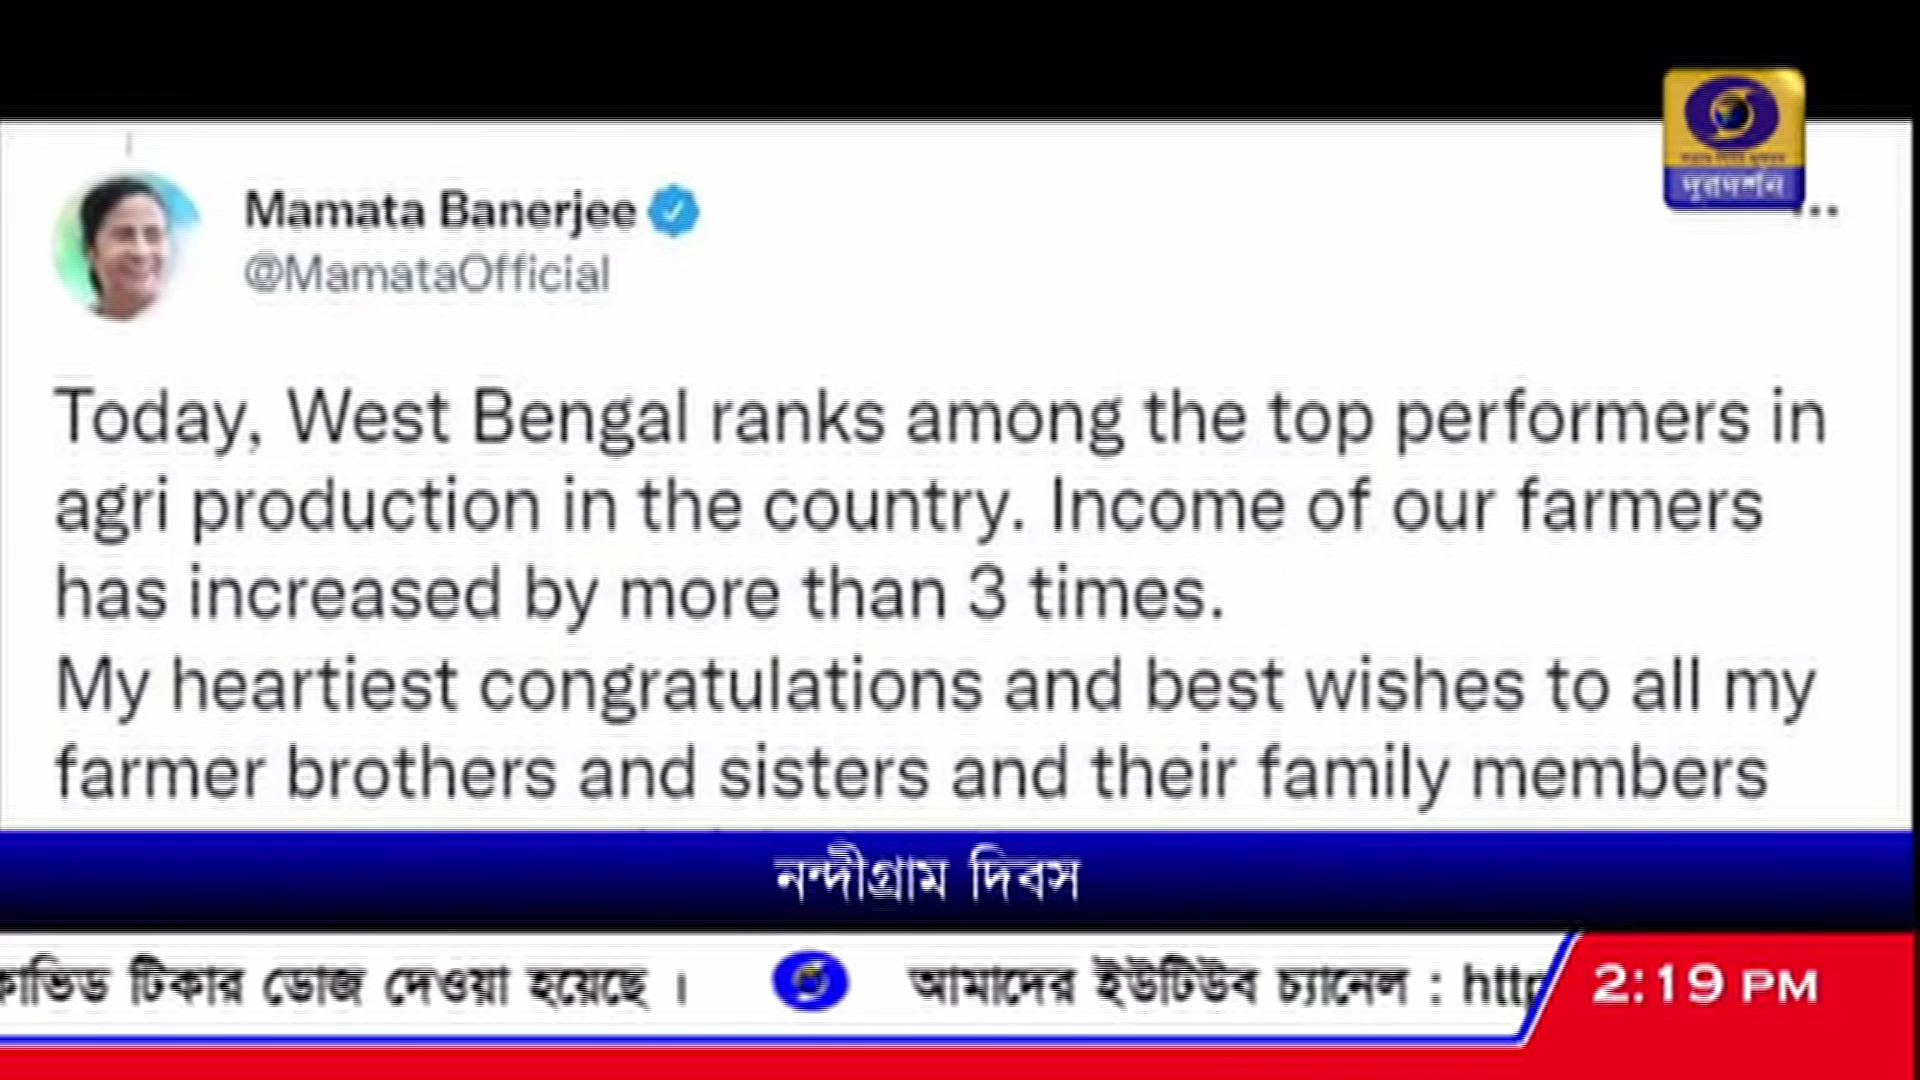 দূরদর্শন
Mamata Banerjee
@MamataOfficial
Today, West Bengal ranks among the top performers in
agri production in the country. Income of our farmers
has increased by more than 3 times.
My heartiest congratulations and best wishes to all my
farmer brothers and sisters and their family members
নন্দীগ্রাম দিবস
কোভিড টিকার ডোজ দেওয়া হয়েছে । আমাদের ইউটিউব চ্যানেল : http
2:19 PM